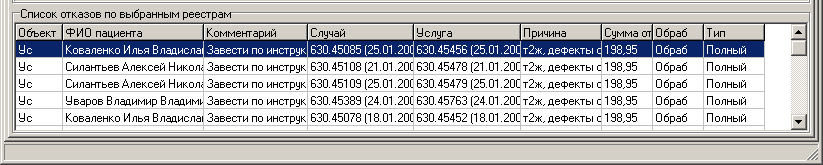 Список отказов по выбранным реестрам
Объект ФИО пациента Комментарий Случай Услуга Причина Сумма от Обраб Тип
Ус Коваленко Илья Владислав Завести по инструк 630.45085 (25.01.200 630.45456 (25.01.200 т2ж, дефекты о 198,95 Обраб Полный
Ус Силантьев Алексей Никола Завести по инструк 630.45108 (21.01.200 630.45478 (21.01.200 т2ж, дефекты о 198,95 Обраб Полный
Ус Силантьев Алексей Никола Завести по инструк 630.45109 (25.01.200 630.45479 (25.01.200 т2ж, дефекты о 198,95 Обраб Полный
Ус Уваров Владимир Владими Завести по инструк 630.45389 (24.01.200 630.45763 (24.01.200 т2ж, дефекты о 198,95 Обраб Полный
Ус Коваленко Илья Владислав Завести по инструк 630.45078 (18.01.200 630.45452 (18.01.200 т2ж, дефекты о 198,95 Обраб Полный